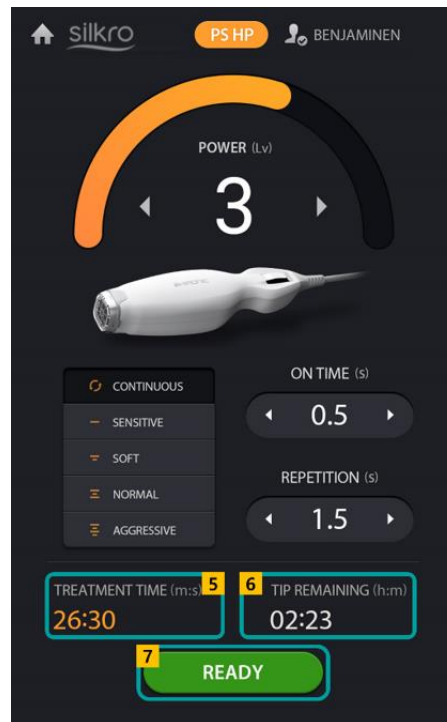 silkro PS HP BENJAMINEN
POWER (Lv)
3
CONTINUOUS
SENSITIVE
SOFT
NORMAL
AGGRESSIVE
ON TIME (s)
0.5
REPETITION (s)
1.5
TREATMENT TIME (m:s) 5
26:30
6 TIP REMAINING (h:m)
02:23
7
READY